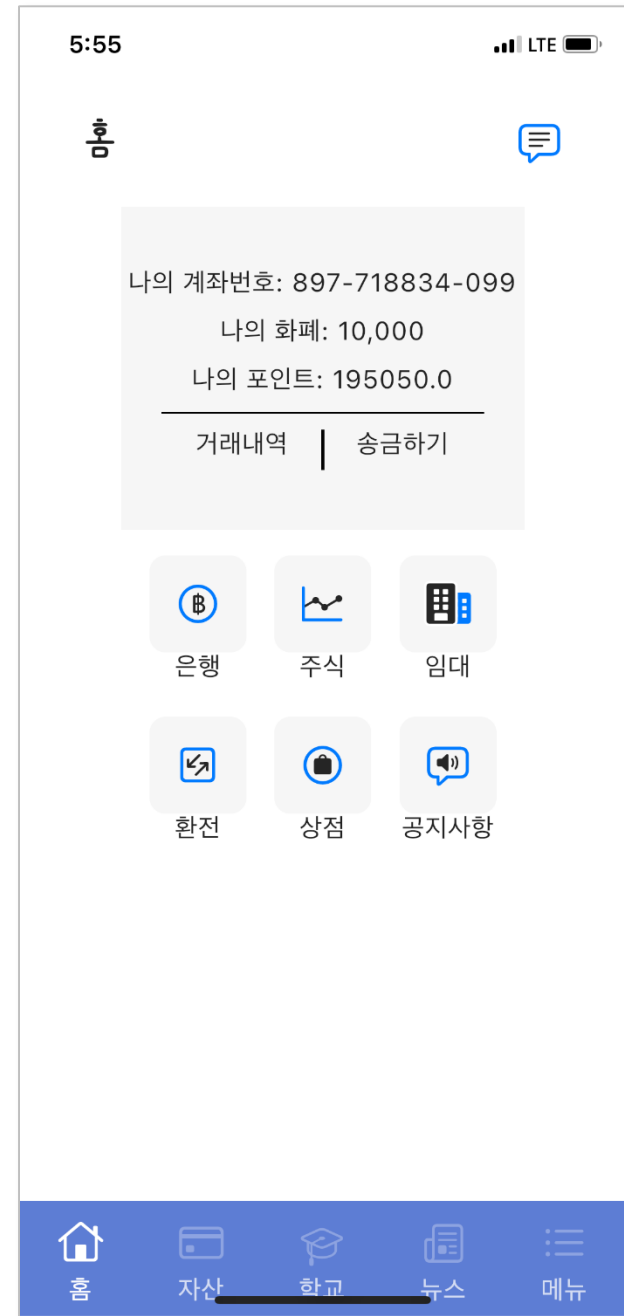 5:55 LTE
홈
나의 계좌번호: 897-718834-099
나의 화폐: 10,000
나의 포인트: 195050.0
거래내역 송금하기
은행 주식 임대
환전 상점 공지사항
홈 자산 학교 뉴스 메뉴